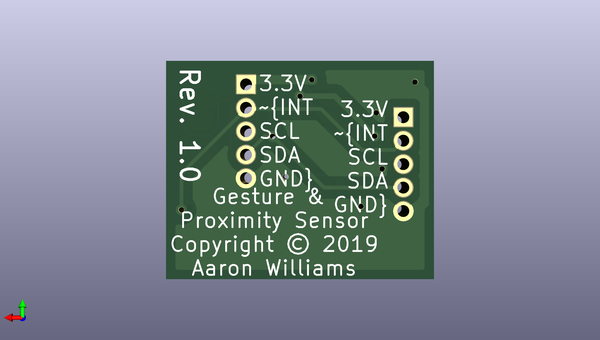 Rev. 1.0
3.3V
~{INT
SCL
SDA
GND}
3.3V
~{INT
SCL
SDA
GND}
Gesture &
Proximity Sensor
Copyright © 2019
Aaron Williams